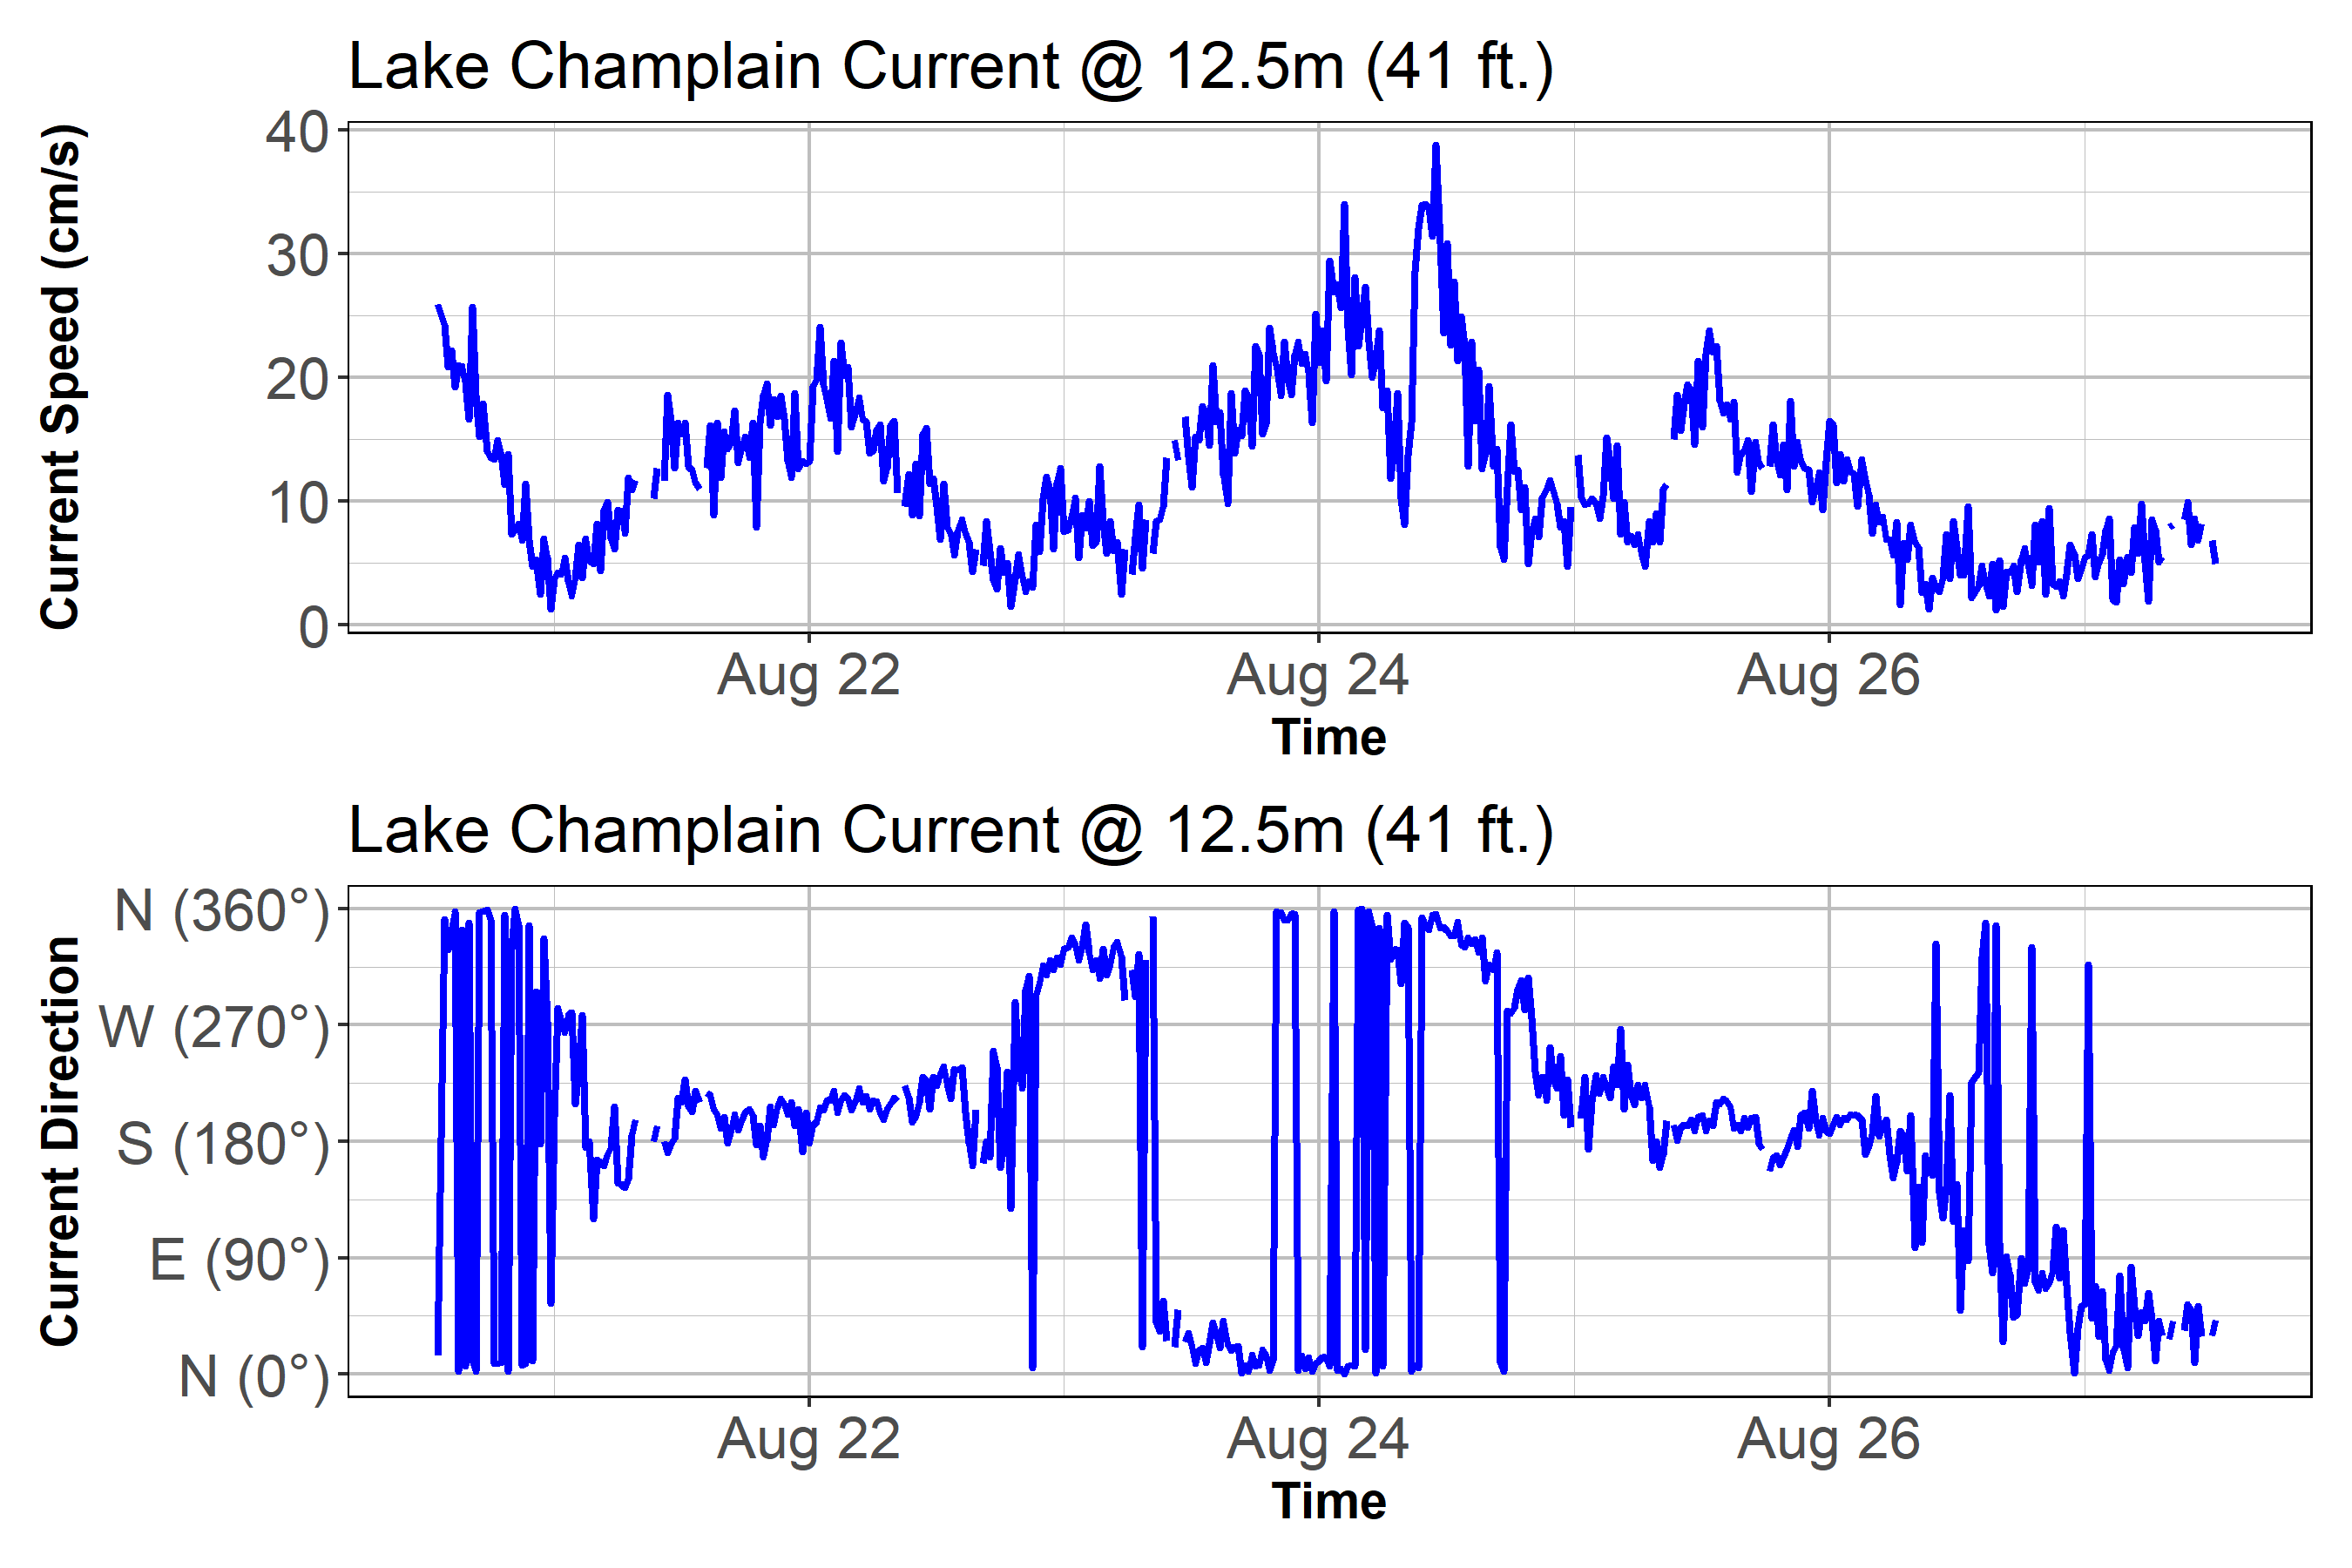 Lake Champlain Current @ 12.5m (41 ft.)
Current Speed (cm/s)
40
30
20
10
0
Aug 22 Aug 24 Aug 26
Time
Lake Champlain Current @ 12.5m (41 ft.)
Current Direction
N (360°)
W (270°)
S (180°)
E (90°)
N (0°)
Aug 22 Aug 24 Aug 26
Time